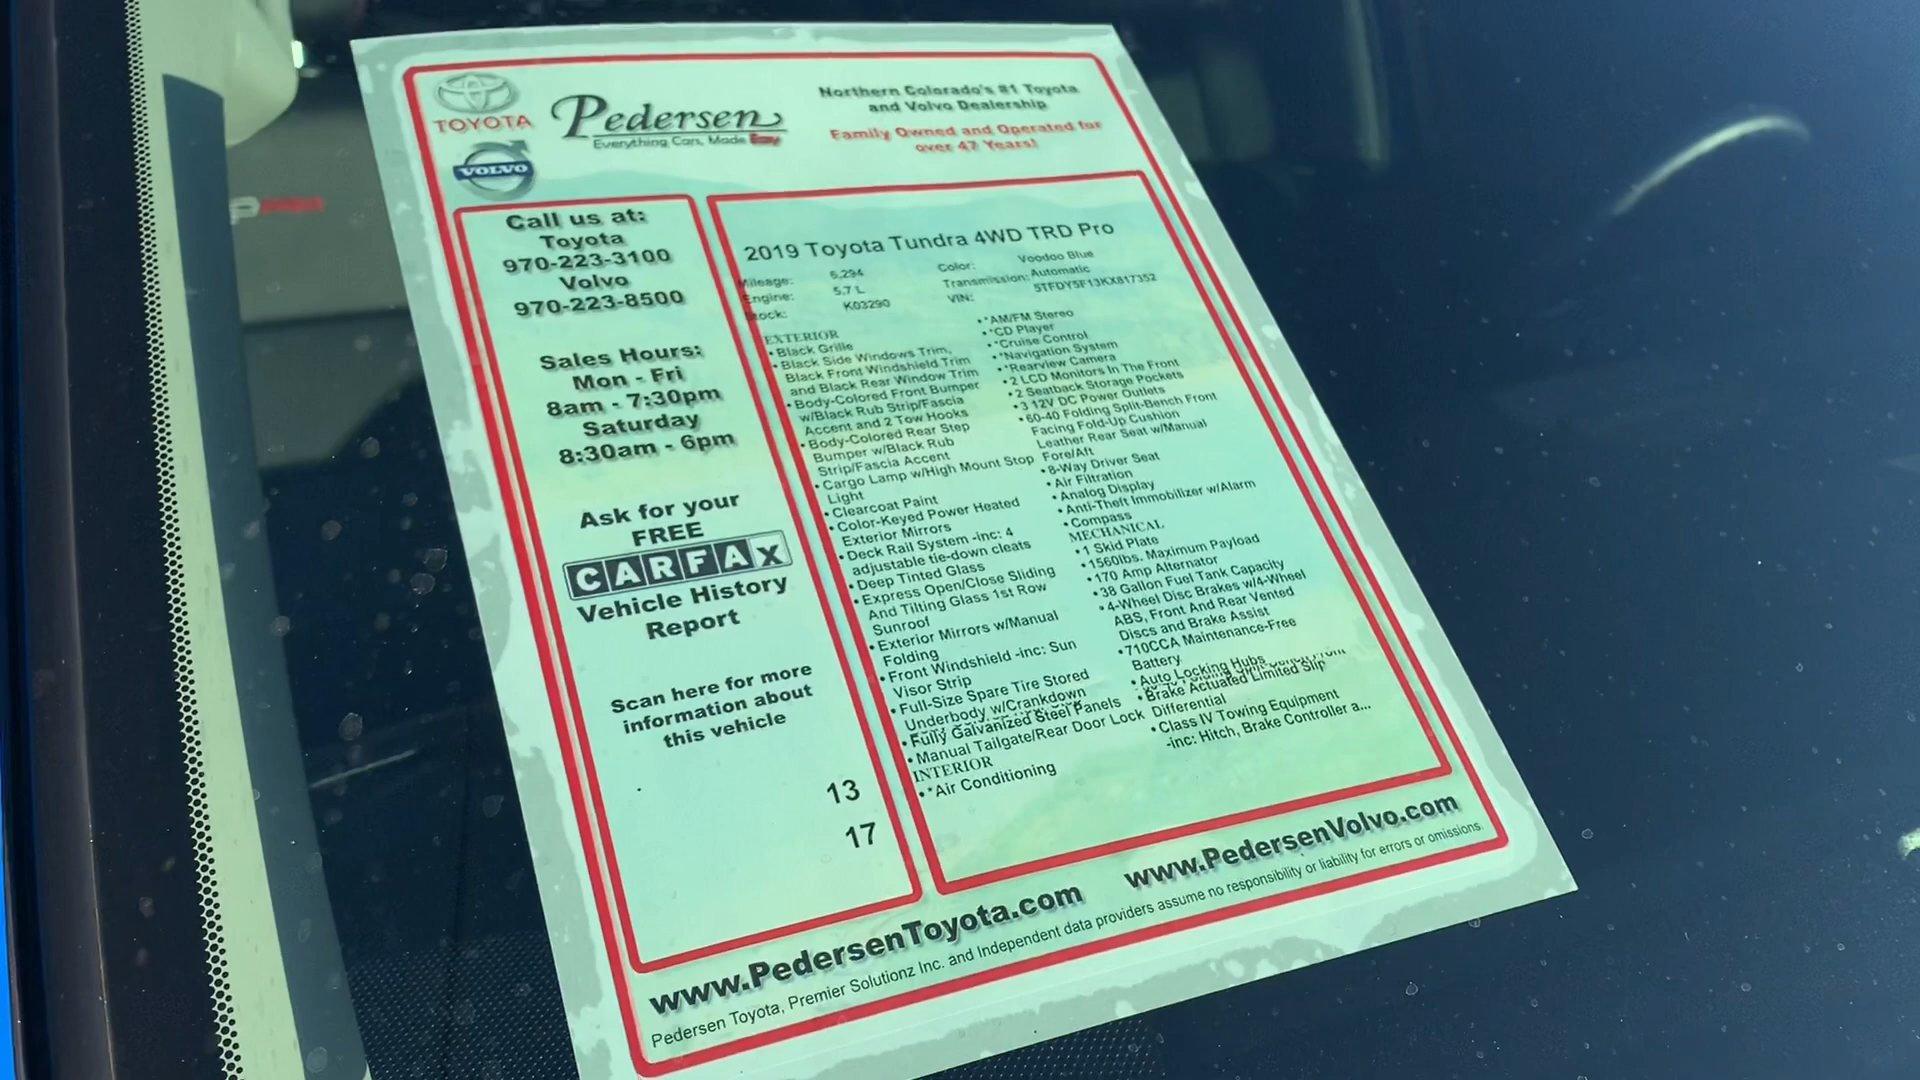 TOYOTA
VOLVO
Pedersen
Everything Cars, Made Easy
Northern Colorado's #1 Toyota
and Volvo Dealership
Family Owned and Operated for
over 47 Years!
Call us at:
Toyota
970-223-3100
Volvo
970-223-8500
Sales Hours:
Mon - Fri
8am - 7:30pm
Saturday
8:30am - 6pm
Ask for your
FREE
CARFAX
Vehicle History
Report
Scan here for more
information about
this vehicle
13
17
2019 Toyota Tundra 4WD TRD Pro
Mileage: 6,294
Engine: 5.7 L
Stock: K03290
Color: Voodoo Blue
Transmission: Automatic
VIN: 5TFDY5F13KX817352
EXTERIOR
• Black Grille
• Black Side Windows Trim,
Black Front Windshield Trim
and Black Rear Window Trim
• Body-Colored Front Bumper
w/Black Rub Strip/Fascia
Accent and 2 Tow Hooks
• Body-Colored Rear Step
Bumper w/Black Rub
Strip/Fascia Accent
• Cargo Lamp w/High Mount Stop
Light
• Clearcoat Paint
• Color-Keyed Power Heated
Exterior Mirrors
• Deck Rail System -inc: 4
adjustable tie-down cleats
• Deep Tinted Glass
• Express Open/Close Sliding
And Tilting Glass 1st Row
Sunroof
• Exterior Mirrors w/Manual
Folding
• Front Windshield -inc: Sun
Visor Strip
• Full-Size Spare Tire Stored
Underbody w/Crankdown
• Fully Galvanized Steel Panels
• Manual Tailgate/Rear Door Lock
INTERIOR
• *Air Conditioning
• *AM/FM Stereo
• *CD Player
• *Cruise Control
• *Navigation System
• *Rearview Camera
• 2 LCD Monitors In The Front
• 2 Seatback Storage Pockets
• 3 12V DC Power Outlets
• 60-40 Folding Split-Bench Front
Facing Fold-Up Cushion
Leather Rear Seat w/Manual
Fore/Aft
• 8-Way Driver Seat
• Air Filtration
• Analog Display
• Anti-Theft Immobilizer w/Alarm
• Compass
MECHANICAL
• 1 Skid Plate
• 1560lbs. Maximum Payload
• 170 Amp Alternator
• 38 Gallon Fuel Tank Capacity
• 4-Wheel Disc Brakes w/4-Wheel
ABS, Front And Rear Vented
Discs and Brake Assist
• 710CCA Maintenance-Free
Battery
• Auto Locking Hubs
• Brake Actuated Limited Slip
Differential
• Class IV Towing Equipment
-inc: Hitch, Brake Controller a...
www.PedersenToyota.com www.PedersenVolvo.com
Pedersen Toyota, Premier Solutionz Inc. and Independent data providers assume no responsibility or liability for errors or omissions.